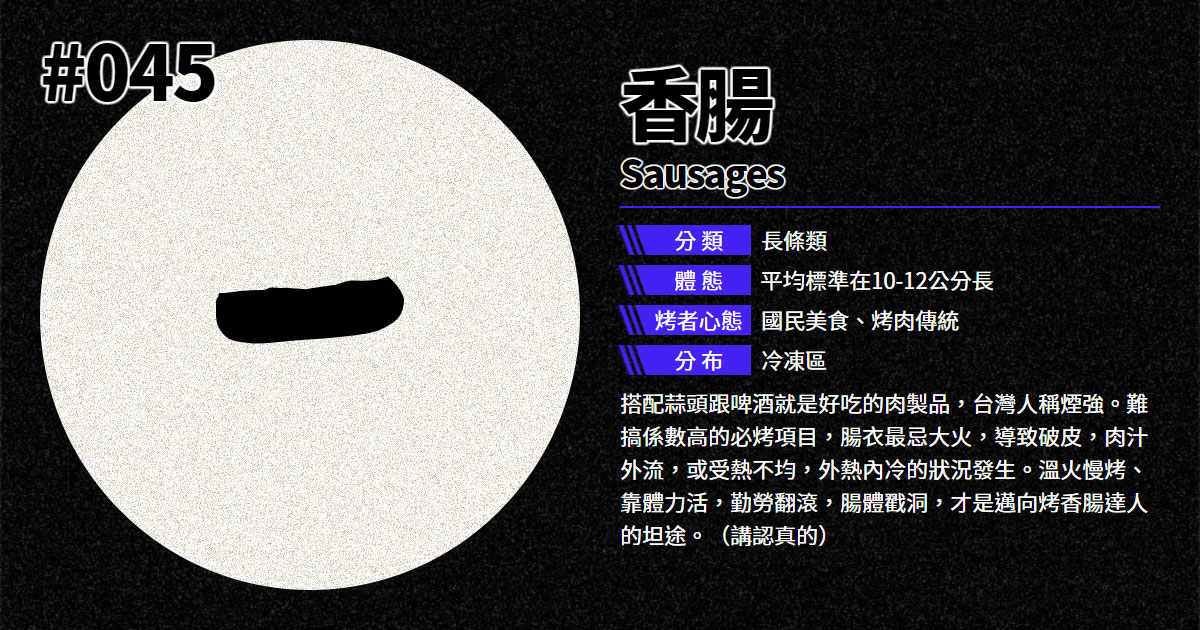 #045
香腸
Sausages
分類 長條類
體態 平均標準在10-12公分長
烤者心態 國民美食、烤肉傳統
分布 冷凍區
搭配蒜頭跟啤酒就是好吃的肉製品，台灣人稱煙強。難
搞係數高的必烤項目，腸衣最忌大火，導致破皮，肉汁
外流，或受熱不均，外熱內冷的狀況發生。溫火慢烤、
靠體力活，勤勞翻滾，腸體戳洞，才是邁向烤香腸達人
的坦途。（講認真的）